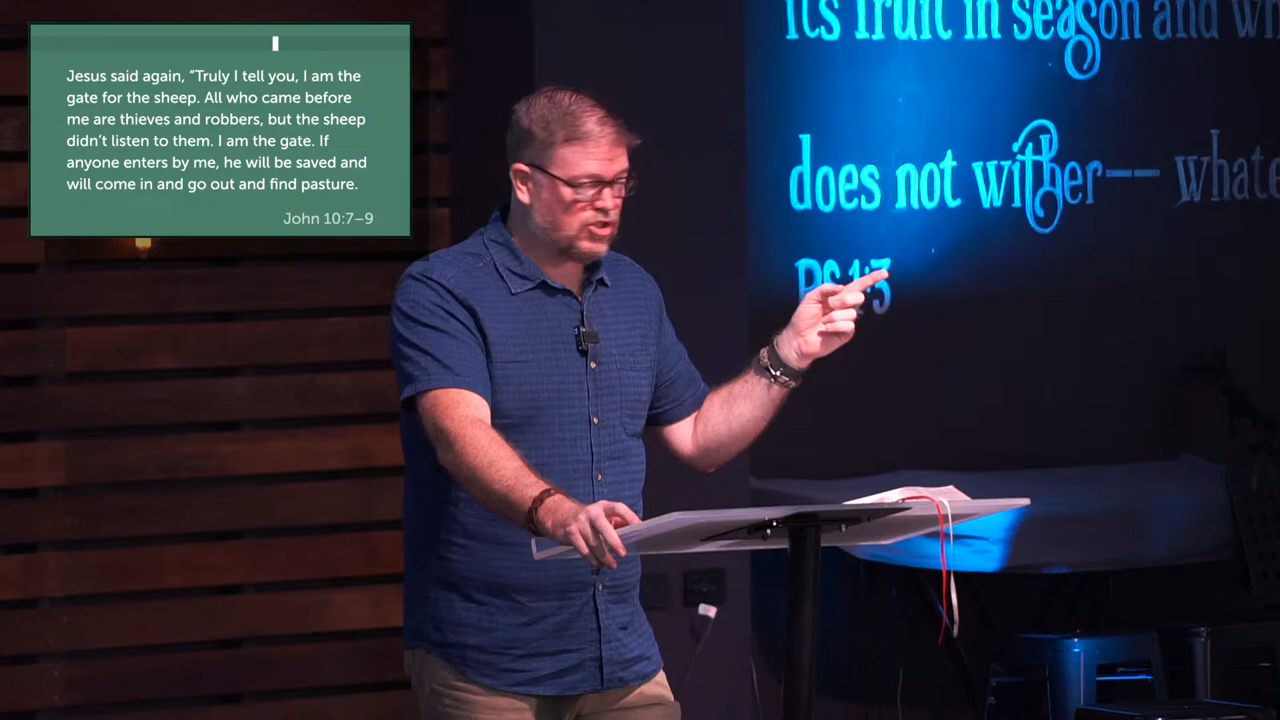 Jesus said again, “Truly I tell you, I am the
gate for the sheep. All who came before
me are thieves and robbers, but the sheep
didn’t listen to them. I am the gate. If
anyone enters by me, he will be saved and
will come in and go out and find pasture.
John 10:7–9
its fruit in season and
does not wither—
PS 1:3